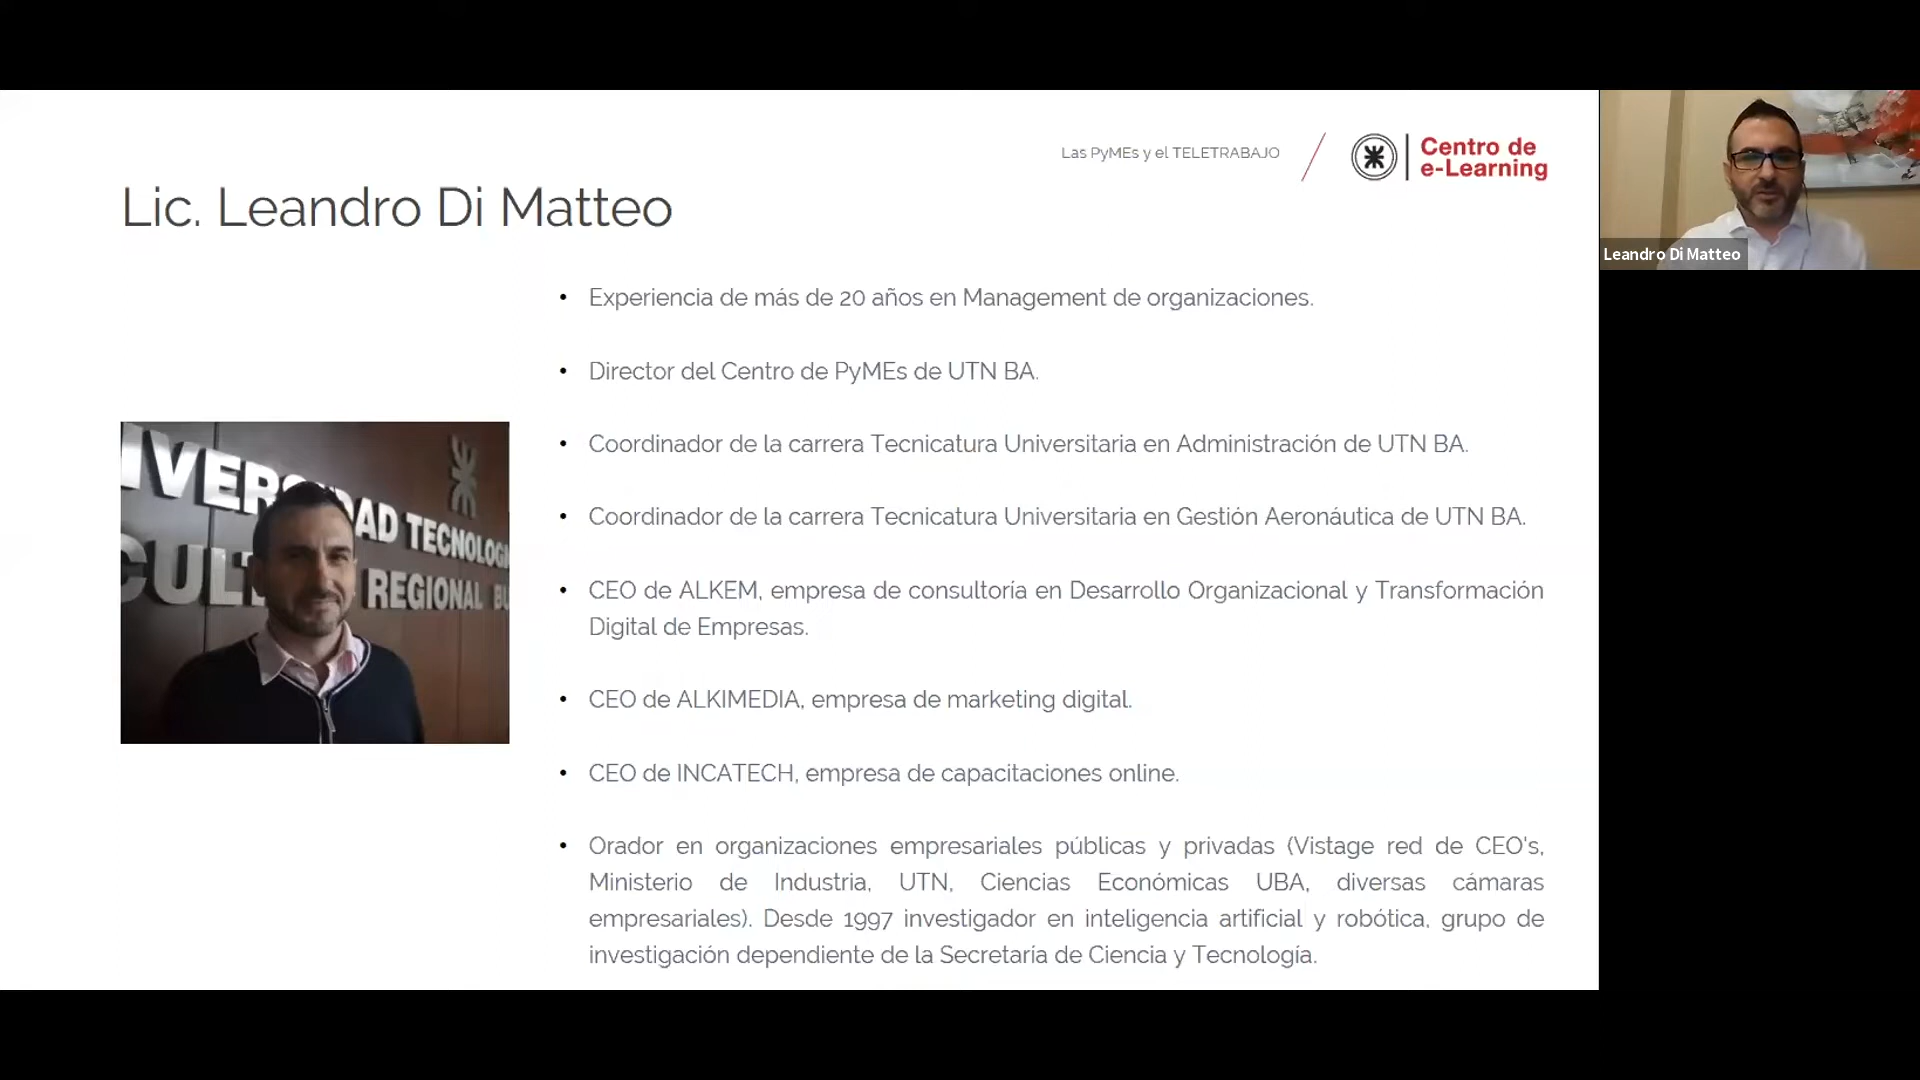 Las PyMEs y el TELETRABAJO
Centro de
e-Learning
Leandro Di Matteo
Lic. Leandro Di Matteo
• Experiencia de más de 20 años en Management de organizaciones.
• Director del Centro de PyMEs de UTN BA.
• Coordinador de la carrera Tecnicatura Universitaria en Administración de UTN BA.
• Coordinador de la carrera Tecnicatura Universitaria en Gestión Aeronáutica de UTN BA.
• CEO de ALKEM, empresa de consultoría en Desarrollo Organizacional y Transformación
Digital de Empresas.
• CEO de ALKIMEDIA, empresa de marketing digital.
• CEO de INCATECH, empresa de capacitaciones online.
• Orador en organizaciones empresariales públicas y privadas (Vistage red de CEO's,
Ministerio de Industria, UTN, Ciencias Económicas UBA, diversas cámaras
empresariales). Desde 1997 investigador en inteligencia artificial y robótica, grupo de
investigación dependiente de la Secretaría de Ciencia y Tecnología.
IVERSIDAD TECNOLOG
CULT REGIONAL BU